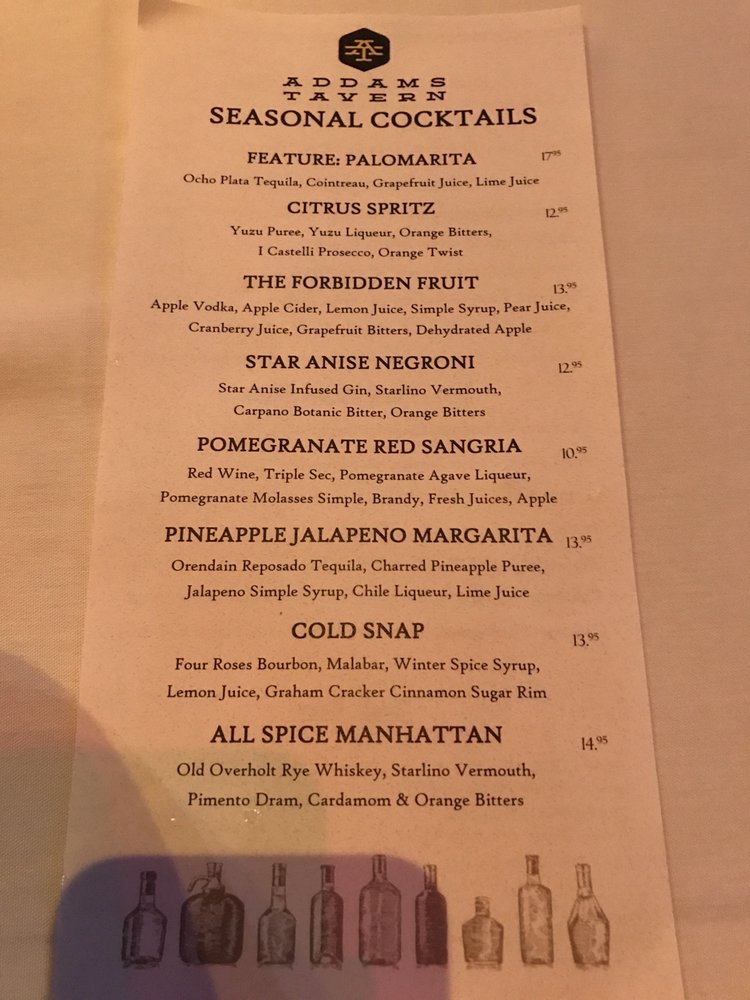 ADDAMS
TAVERN
SEASONAL COCKTAILS
FEATURE: PALOMARITA 17.95
Ocho Plata Tequila, Cointreau, Grapefruit Juice, Lime Juice
CITRUS SPRITZ 12.95
Yuzu Puree, Yuzu Liqueur, Orange Bitters,
I Castelli Prosecco, Orange Twist
THE FORBIDDEN FRUIT 13.95
Apple Vodka, Apple Cider, Lemon Juice, Simple Syrup, Pear Juice,
Cranberry Juice, Grapefruit Bitters, Dehydrated Apple
STAR ANISE NEGRONI 12.95
Star Anise Infused Gin, Starlino Vermouth,
Carpano Botanic Bitter, Orange Bitters
POMEGRANATE RED SANGRIA 10.95
Red Wine, Triple Sec, Pomegranate Agave Liqueur,
Pomegranate Molasses Simple, Brandy, Fresh Juices, Apple
PINEAPPLE JALAPENO MARGARITA 13.95
Orendain Reposado Tequila, Charred Pineapple Puree,
Jalapeno Simple Syrup, Chile Liqueur, Lime Juice
COLD SNAP 13.95
Four Roses Bourbon, Malabar, Winter Spice Syrup,
Lemon Juice, Graham Cracker Cinnamon Sugar Rim
ALL SPICE MANHATTAN 14.95
Old Overholt Rye Whiskey, Starlino Vermouth,
Pimento Dram, Cardamom & Orange Bitters